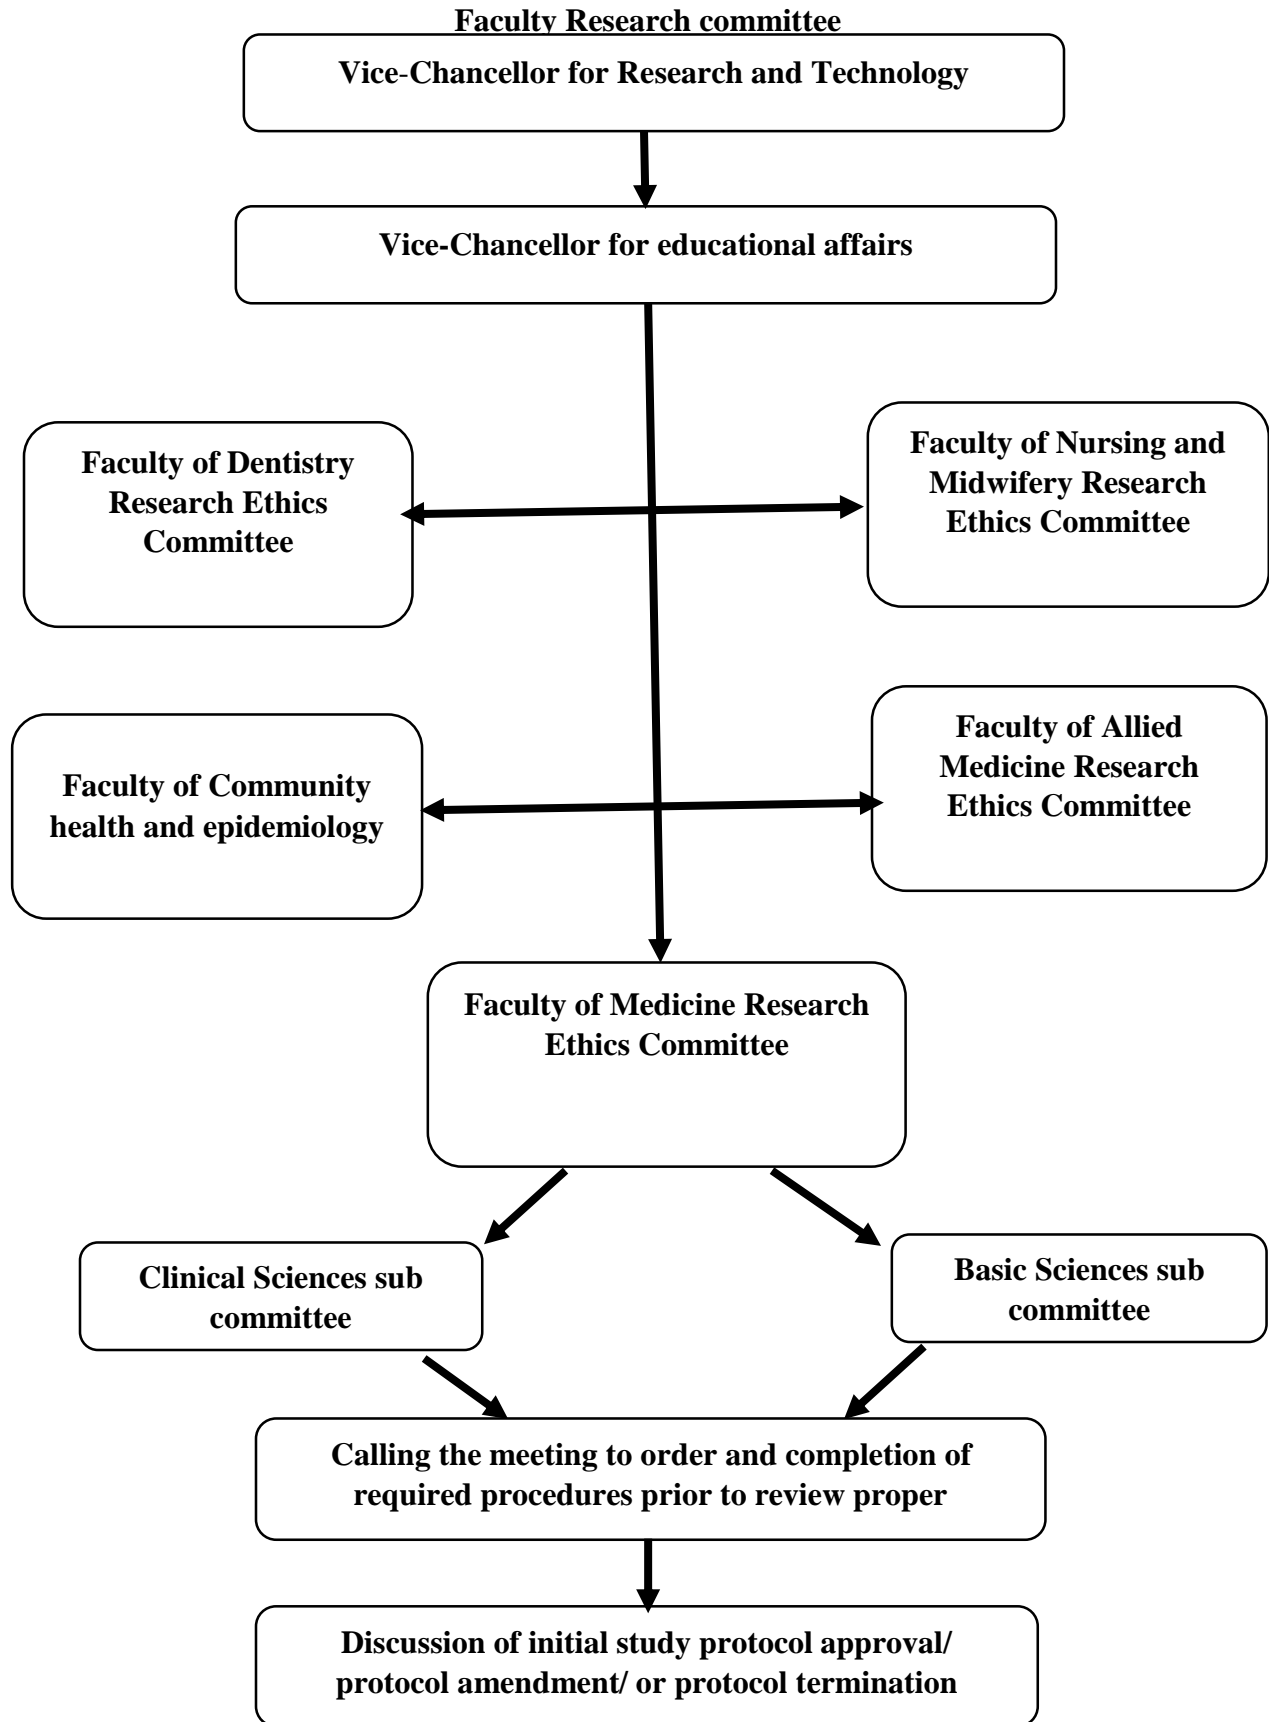 Faculty Research committee
Vice-Chancellor for Research and Technology
Vice-Chancellor for educational affairs
Faculty of Dentistry
Research Ethics
Committee
Faculty of Nursing and
Midwifery Research
Ethics Committee
Faculty of Community
health and epidemiology
Faculty of Allied
Medicine Research
Ethics Committee
Faculty of Medicine Research
Ethics Committee
Clinical Sciences sub
committee
Basic Sciences sub
committee
Calling the meeting to order and completion of
required procedures prior to review proper
Discussion of initial study protocol approval/
protocol amendment/ or protocol termination